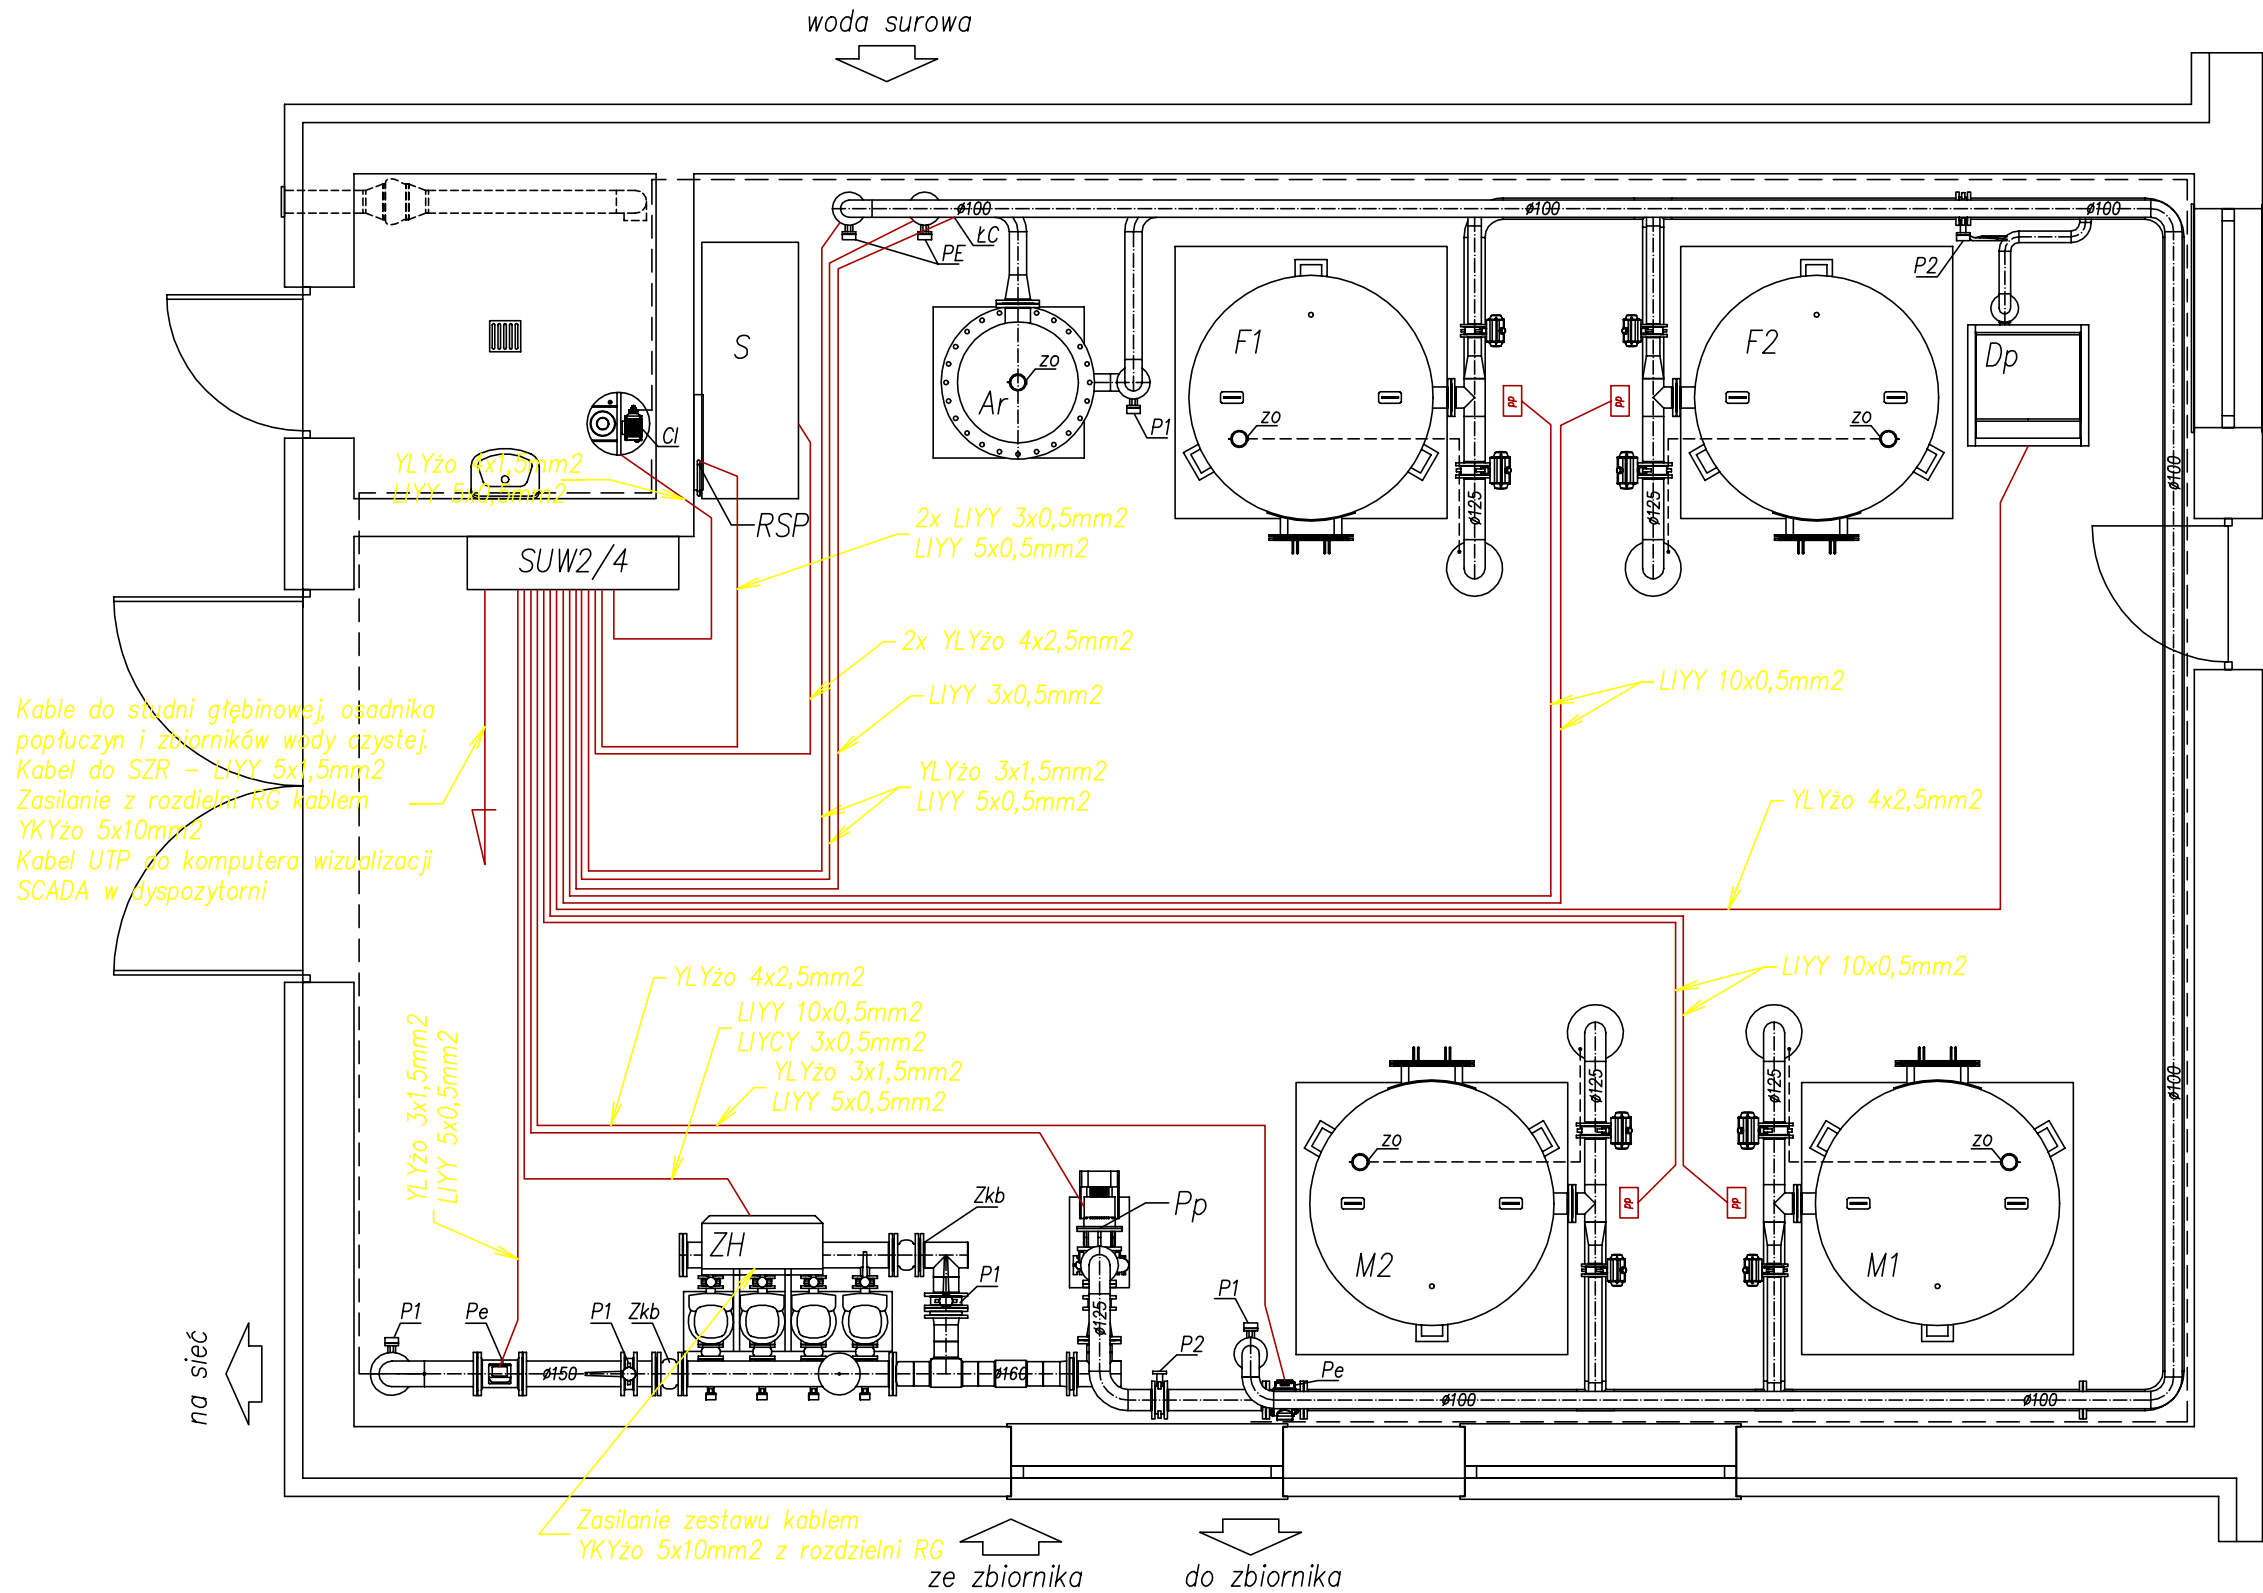 woda surowa
ø100
ø100
ø100
ŁC
PE
P2
S
F1
F2
Dp
zo
Ar
P1
zo
zo
pp
pp
CI
YLYżo 4x1,5mm2
LIYY 5x0,5mm2
ø100
ø125
ø125
RSP
2x LIYY 3x0,5mm2
LIYY 5x0,5mm2
SUW2/4
2x YLYżo 4x2,5mm2
LIYY 3x0,5mm2
LIYY 10x0,5mm2
Kable do studni głębinowej, osadnika
popłuczyn i zbiorników wody czystej.
Kabel do SZR – LIYY 5x1,5mm2
Zasilanie z rozdielni RG kablem
YKYżo 5x10mm2
Kabel UTP do komputera wizualizacji
SCADA w dyspozytorni
YLYżo 3x1,5mm2
LIYY 5x0,5mm2
YLYżo 4x2,5mm2
YLYżo 4x2,5mm2
LIYY 10x0,5mm2
LIYY 10x0,5mm2
LIYCY 3x0,5mm2
YLYżo 3x1,5mm2
LIYY 5x0,5mm2
YLYżo 3x1,5mm2
LIYY 5x0,5mm2
ø125
ø125
ø100
zo
zo
pp
pp
Zkb
Pp
ZH
M2
M1
P1
P1
P1
Pe
P1
Zkb
ø125
P2
Pe
ø150
ø160
ø100
ø100
na sieć
Zasilanie zestawu kablem
YKYżo 5x10mm2 z rozdzielni RG
ze zbiornika
do zbiornika